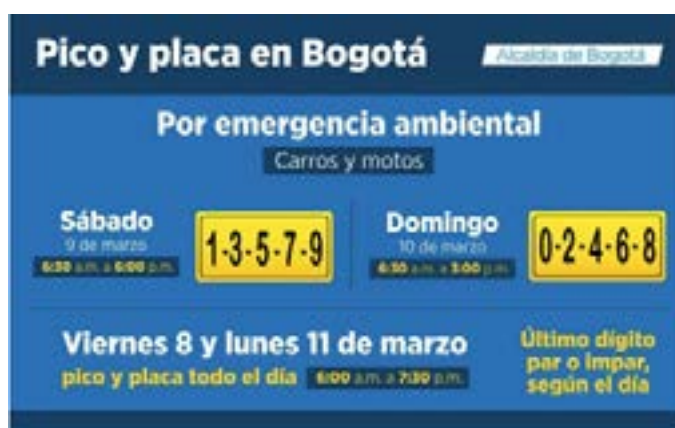 Pico y placa en Bogotá
Alcaldía de Bogotá
Por emergencia ambiental
Carros y motos
Sábado
9 de marzo
6:30 a.m. a 6:00 p.m.
1-3-5-7-9
Domingo
10 de marzo
6:30 a.m. a p.m.
0-2-4-6-8
Viernes 8 y lunes 11 de marzo
pico y placa todo el día 6:00 a.m. a 7:30 p.m.
Último dígito
par o impar,
según el día